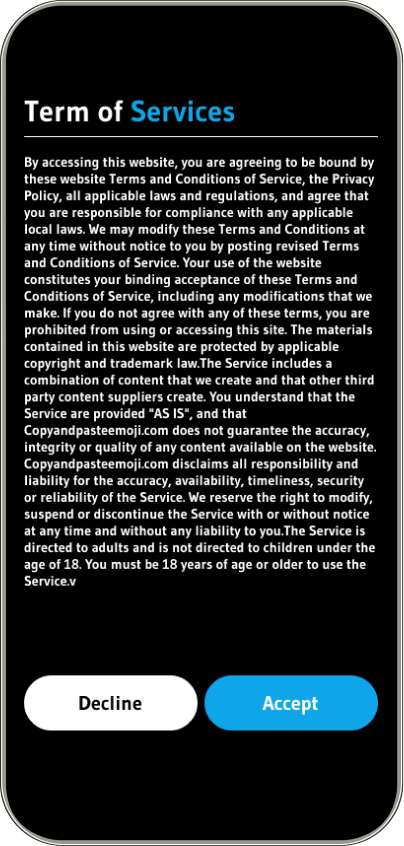 Term of Services
By accessing this website, you are agreeing to be bound by
these website Terms and Conditions of Service, the Privacy
Policy, all applicable laws and regulations, and agree that
you are responsible for compliance with any applicable
local laws. We may modify these Terms and Conditions at
any time without notice to you by posting revised Terms
and Conditions of Service. Your use of the website
constitutes your binding acceptance of these Terms and
Conditions of Service, including any modifications that we
make. If you do not agree with any of these terms, you are
prohibited from using or accessing this site. The materials
contained in this website are protected by applicable
copyright and trademark law.The Service includes a
combination of content that we create and that other third
party content suppliers create. You understand that the
Service are provided "AS IS", and that
Copyandpasteemoji.com does not guarantee the accuracy,
integrity or quality of any content available on the website.
Copyandpasteemoji.com disclaims all responsibility and
liability for the accuracy, availability, timeliness, security
or reliability of the Service. We reserve the right to modify,
suspend or discontinue the Service with or without notice
at any time and without any liability to you.The Service is
directed to adults and is not directed to children under the
age of 18. You must be 18 years of age or older to use the
Service.v
Decline Accept